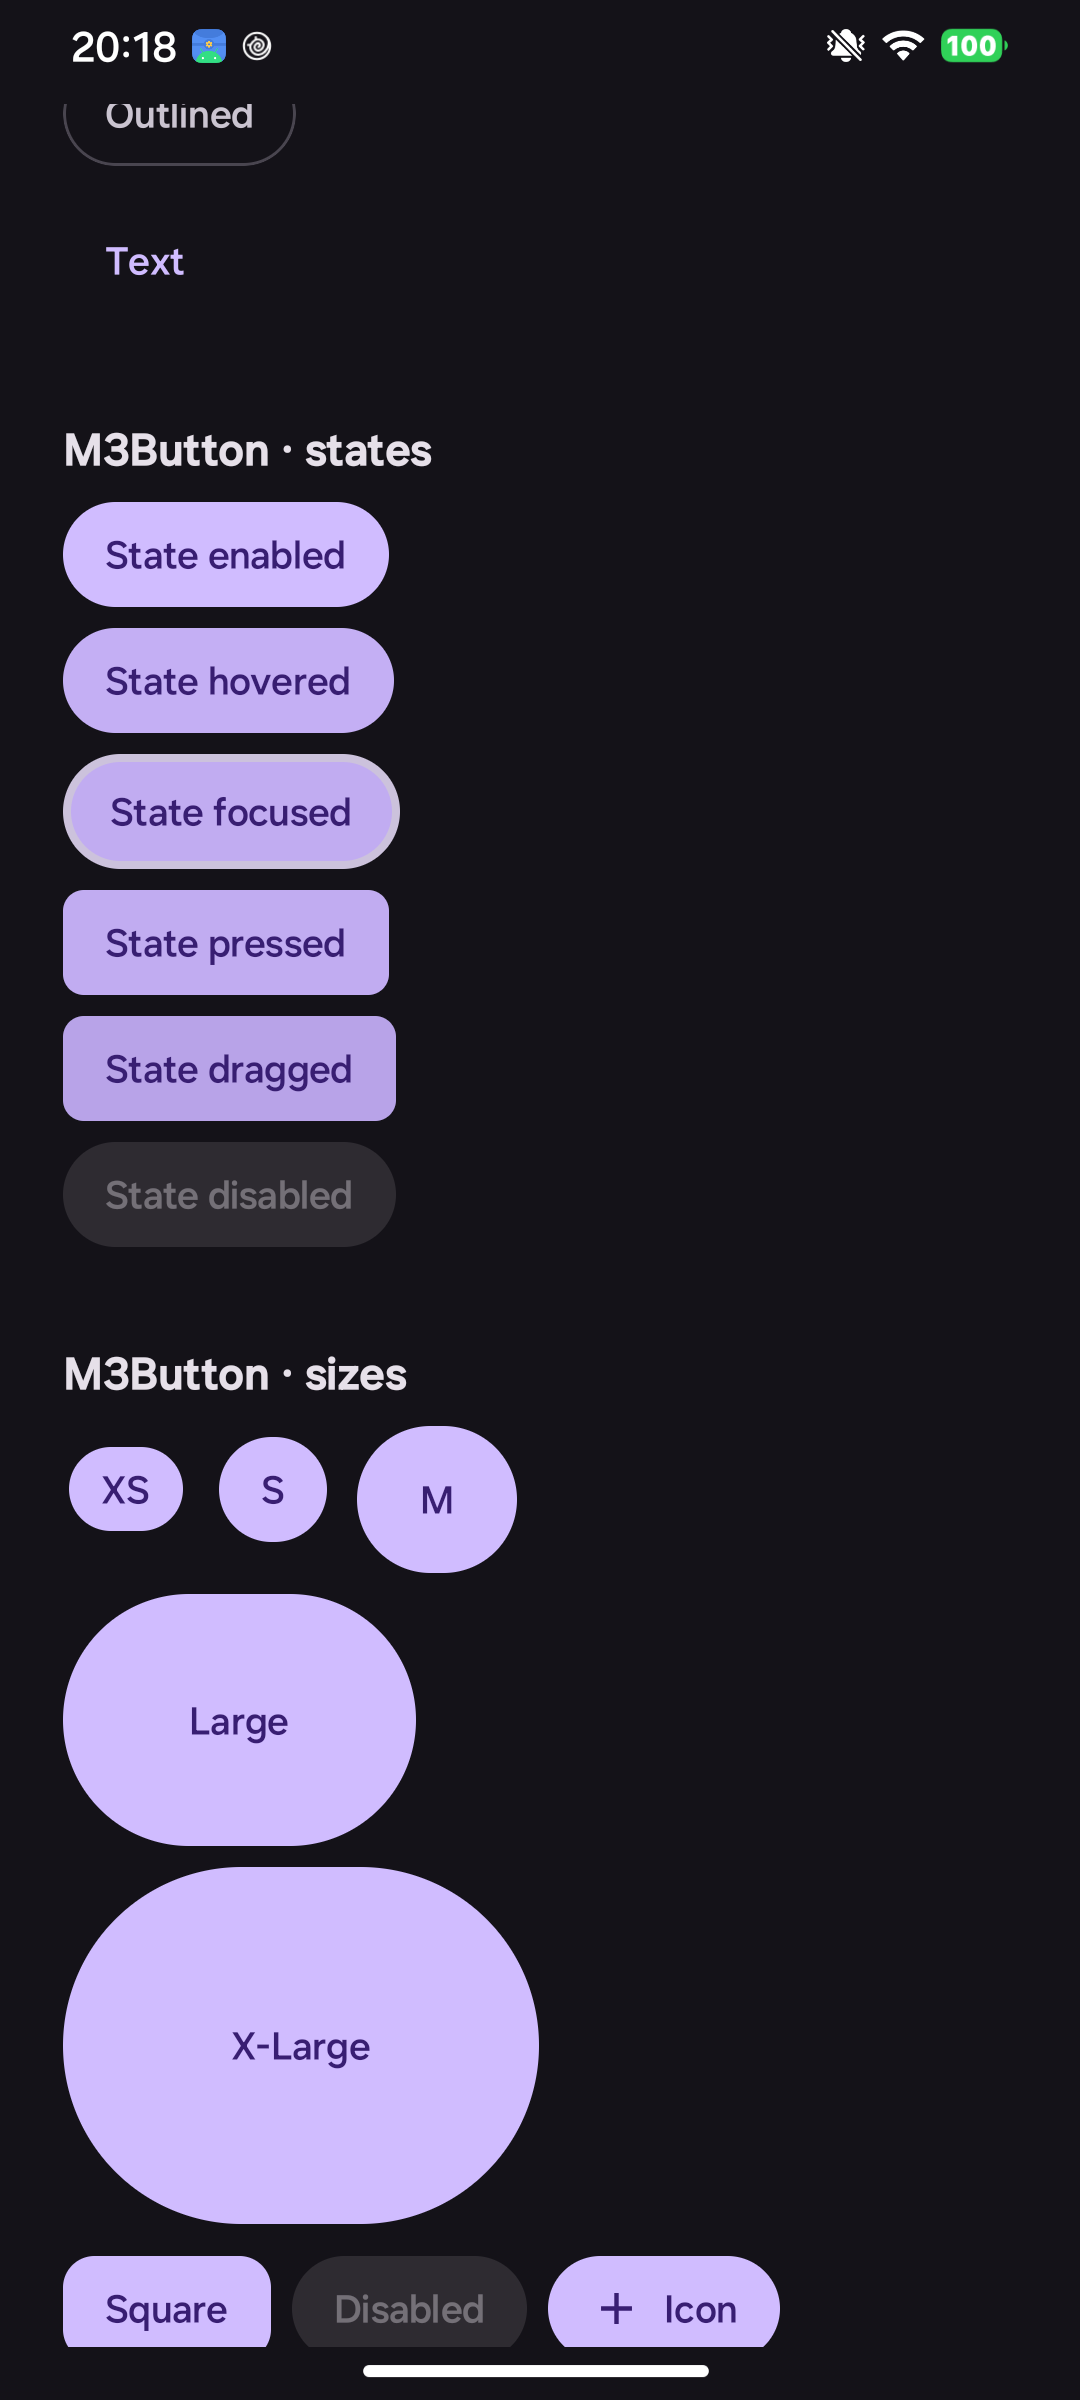 20:18
100
Outlined
Text
M3Button · states
State enabled
State hovered
State focused
State pressed
State dragged
State disabled
M3Button · sizes
XS S M
Large
X-Large
Square Disabled Icon